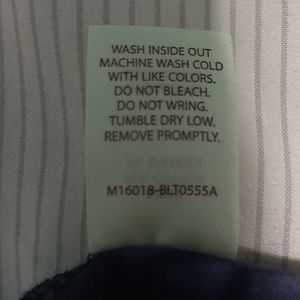 WASH INSIDE OUT
MACHINE WASH COLD
WITH LIKE COLORS.
DO NOT BLEACH.
DO NOT WRING.
TUMBLE DRY LOW.
REMOVE PROMPTLY.
M16018-BLT0555A